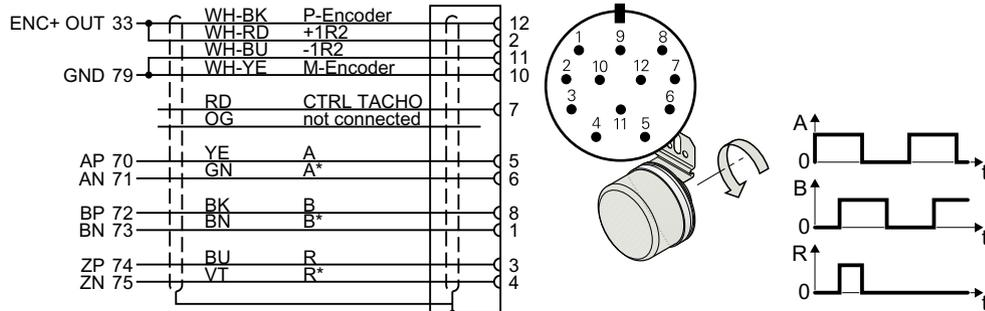 ENC+ OUT 33 WH-BK P-Encoder 12
WH-RD +1R2 2
WH-BU -1R2 11
GND 79 WH-YE M-Encoder 10
RD CTRL TACHO 7
OG not connected
AP 70 YE A 5
AN 71 GN A* 6
BP 72 BK B 8
BN 73 BN B* 1
ZP 74 BU R 3
ZN 75 VT R* 4
1 9 8
2 10 12 7
3 11 6
4 5
A
0 t
B
0 t
R
0 t